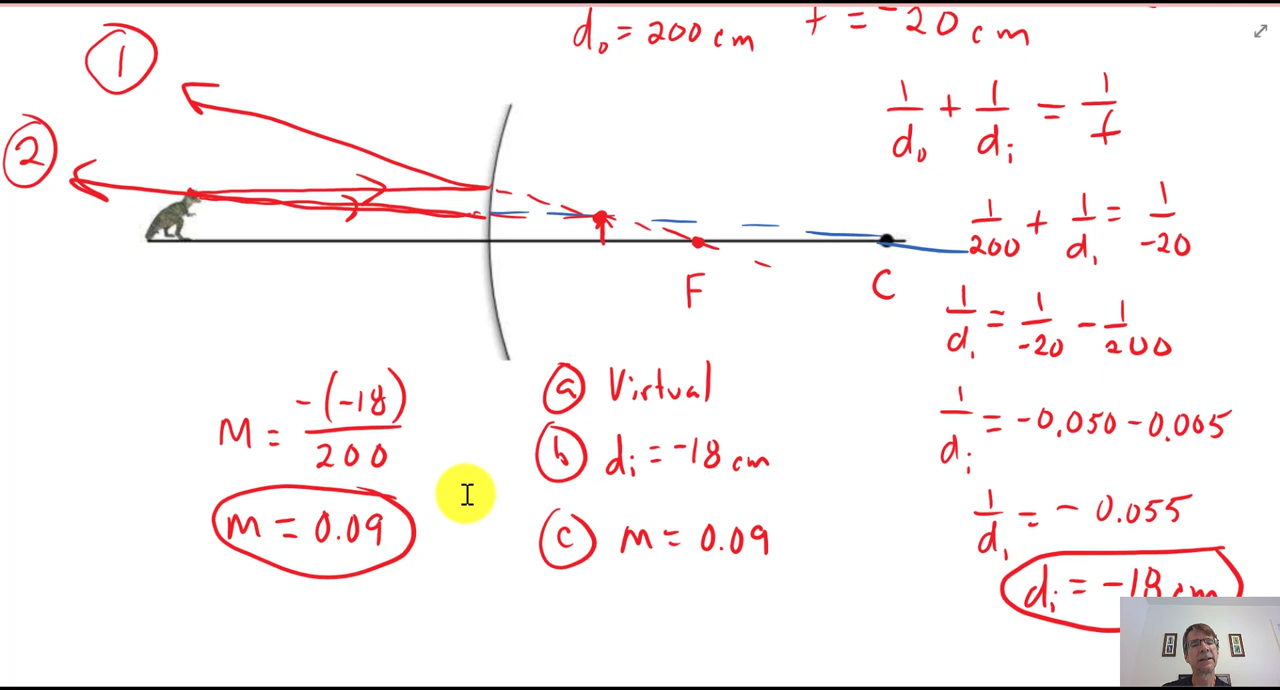 d₀ = 200 cm
f = -20 cm
1
2
1/d₀ + 1/dᵢ = 1/f
1/200 + 1/dᵢ = 1/-20
F
C
1/dᵢ = 1/-20 - 1/200
M = -(-18)/200
m = 0.09
a Virtual
b dᵢ = -18 cm
c m = 0.09
1/dᵢ = -0.050 - 0.005
1/dᵢ = - 0.055
dᵢ = -18 cm